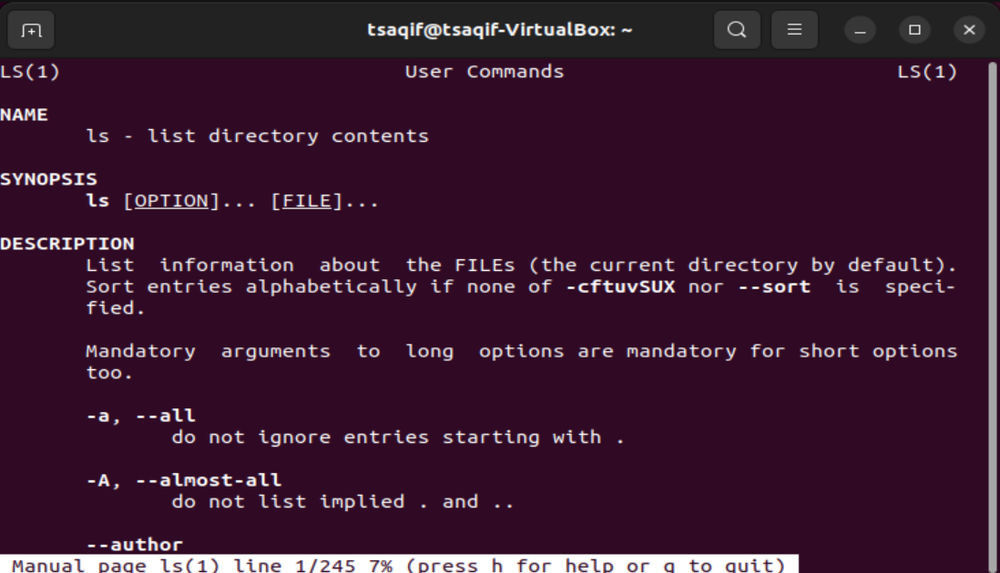 tsaqif@tsaqif-VirtualBox: ~
LS(1) User Commands LS(1)
NAME
ls - list directory contents
SYNOPSIS
ls [OPTION]... [FILE]...
DESCRIPTION
List information about the FILEs (the current directory by default).
Sort entries alphabetically if none of -cftuvSUX nor --sort is speci-
fied.
Mandatory arguments to long options are mandatory for short options
too.
-a, --all
do not ignore entries starting with .
-A, --almost-all
do not list implied . and ..
--author
Manual page ls(1) line 1/245 7% (press h for help or q to quit)